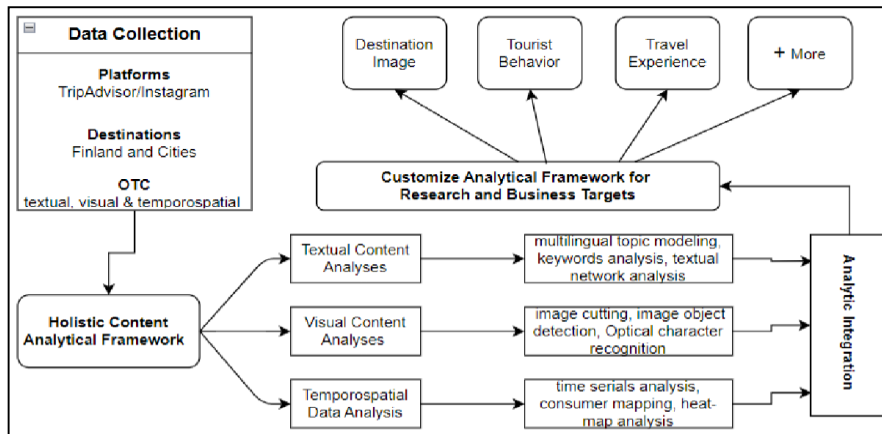 Data Collection
Platforms
TripAdvisor/Instagram
Destinations
Finland and Cities
OTC
textual, visual & temporospatial
Destination
Image
Tourist
Behavior
Travel
Experience
+ More
Customize Analytical Framework for
Research and Business Targets
Holistic Content
Analytical Framework
Textual Content
Analyses
multilingual topic modeling,
keywords analysis, textual
network analysis
Visual Content
Analyses
image cutting, image object
detection, Optical character
recognition
Temporospatial
Data Analysis
time serials analysis,
consumer mapping, heat-
map analysis
Analytic Integration